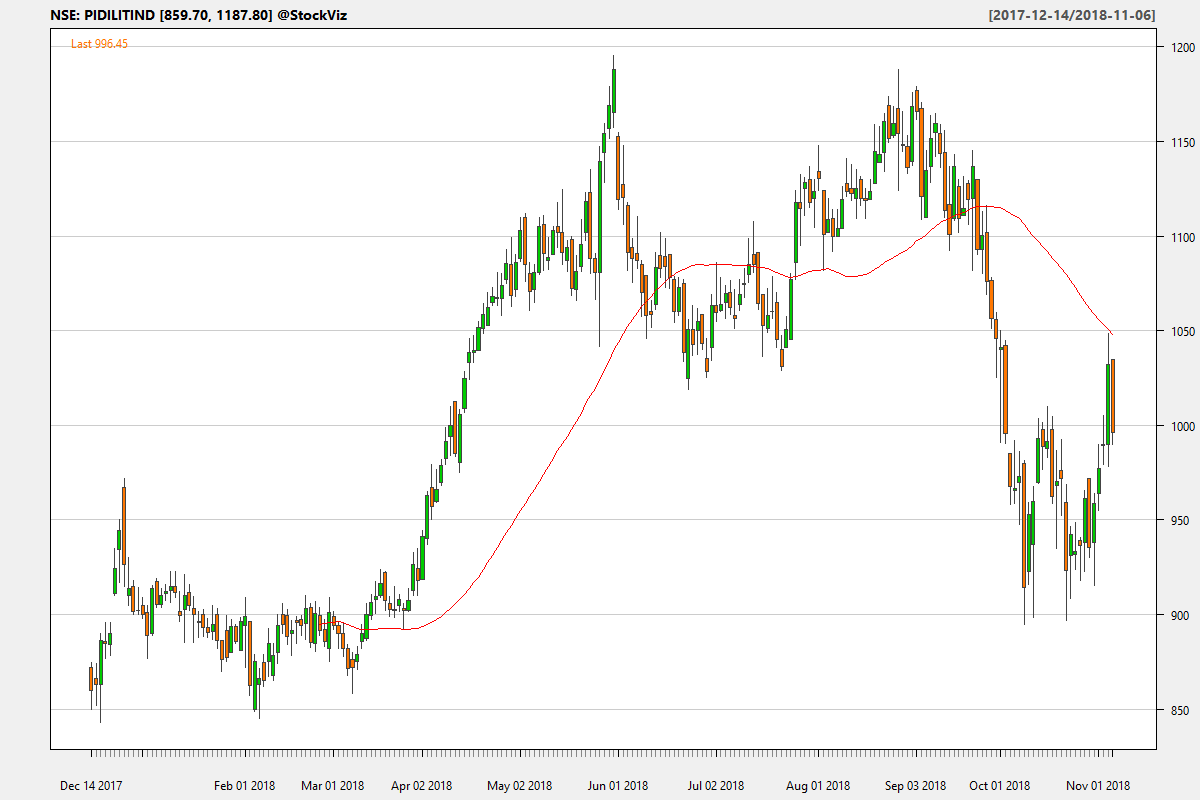 NSE: PIDILITIND [859.70, 1187.80] @StockViz [2017-12-14/2018-11-06]
Last 996.45
1200
1150
1100
1050
1000
950
900
850
Dec 14 2017 Feb 01 2018 Mar 01 2018 Apr 02 2018 May 02 2018 Jun 01 2018 Jul 02 2018 Aug 01 2018 Sep 03 2018 Oct 01 2018 Nov 01 2018